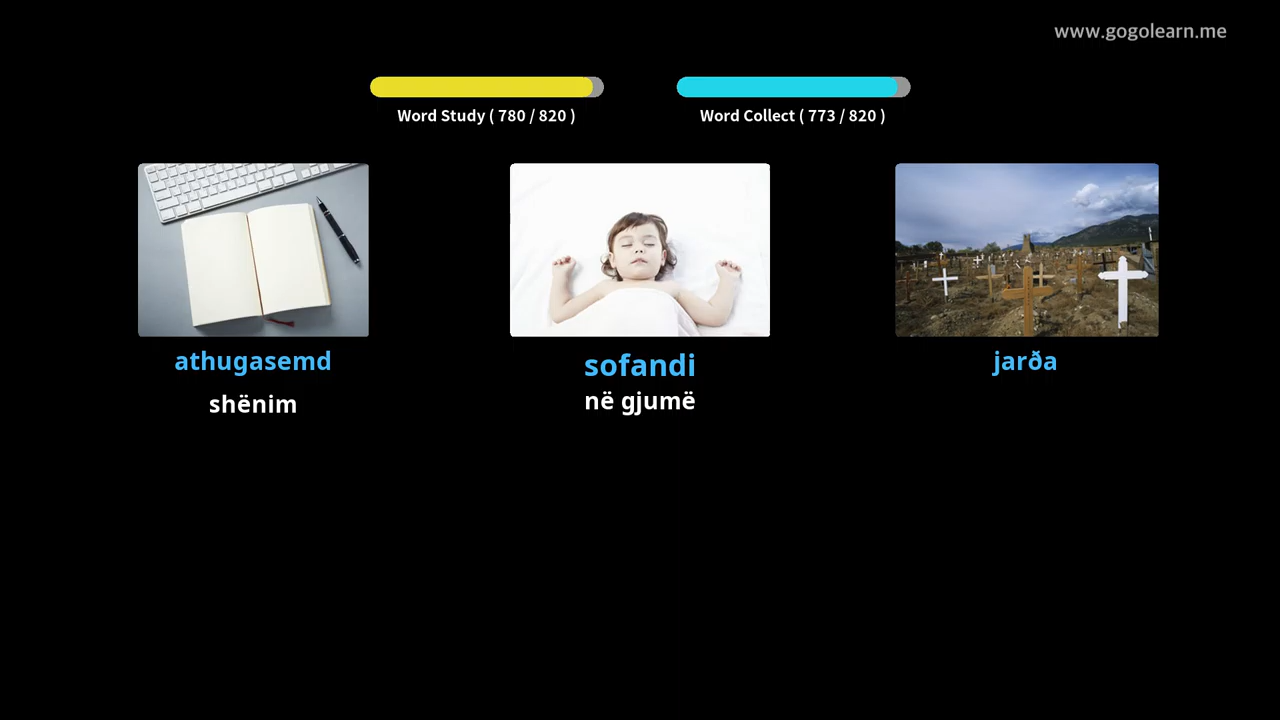 www.gogolearn.me
Word Study ( 780 / 820 )
Word Collect ( 773 / 820 )
athugasemd
shënim
sofandi
në gjumë
jarða